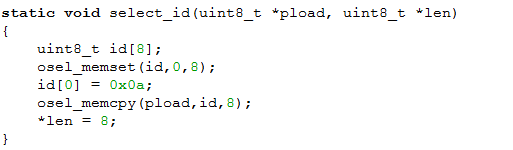 static void select_id(uint8_t *pload, uint8_t *len)
{
    uint8_t id[8];
    osel_memset(id,0,8);
    id[0] = 0x0a;
    osel_memcpy(pload,id,8);
    *len = 8;
}